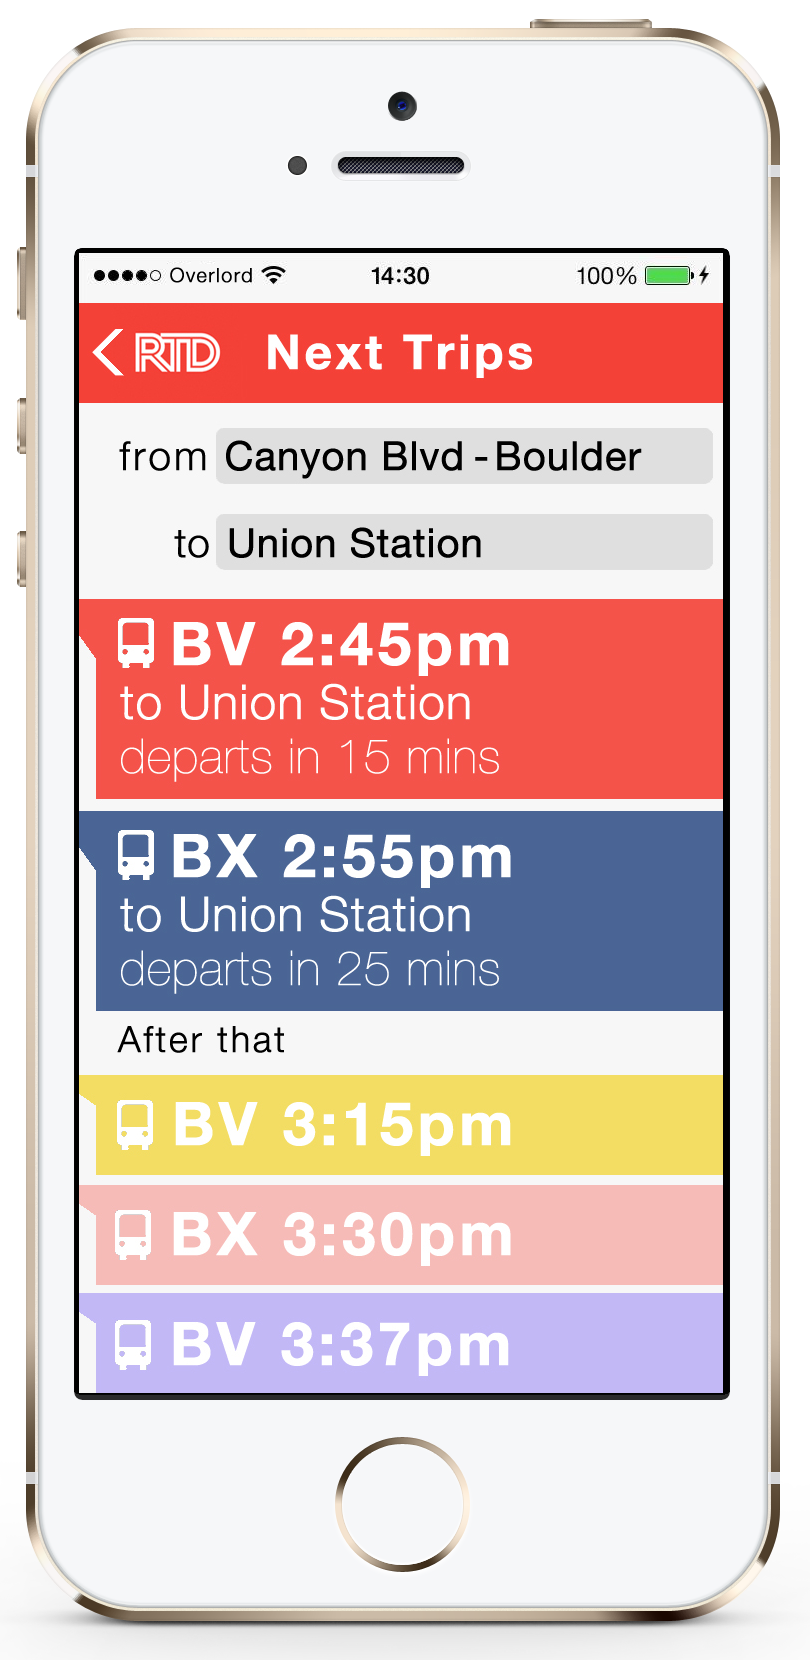 Overlord 14:30 100%
RTD Next Trips
from Canyon Blvd - Boulder
to Union Station
BV 2:45pm
to Union Station
departs in 15 mins
BX 2:55pm
to Union Station
departs in 25 mins
After that
BV 3:15pm
BX 3:30pm
BV 3:37pm